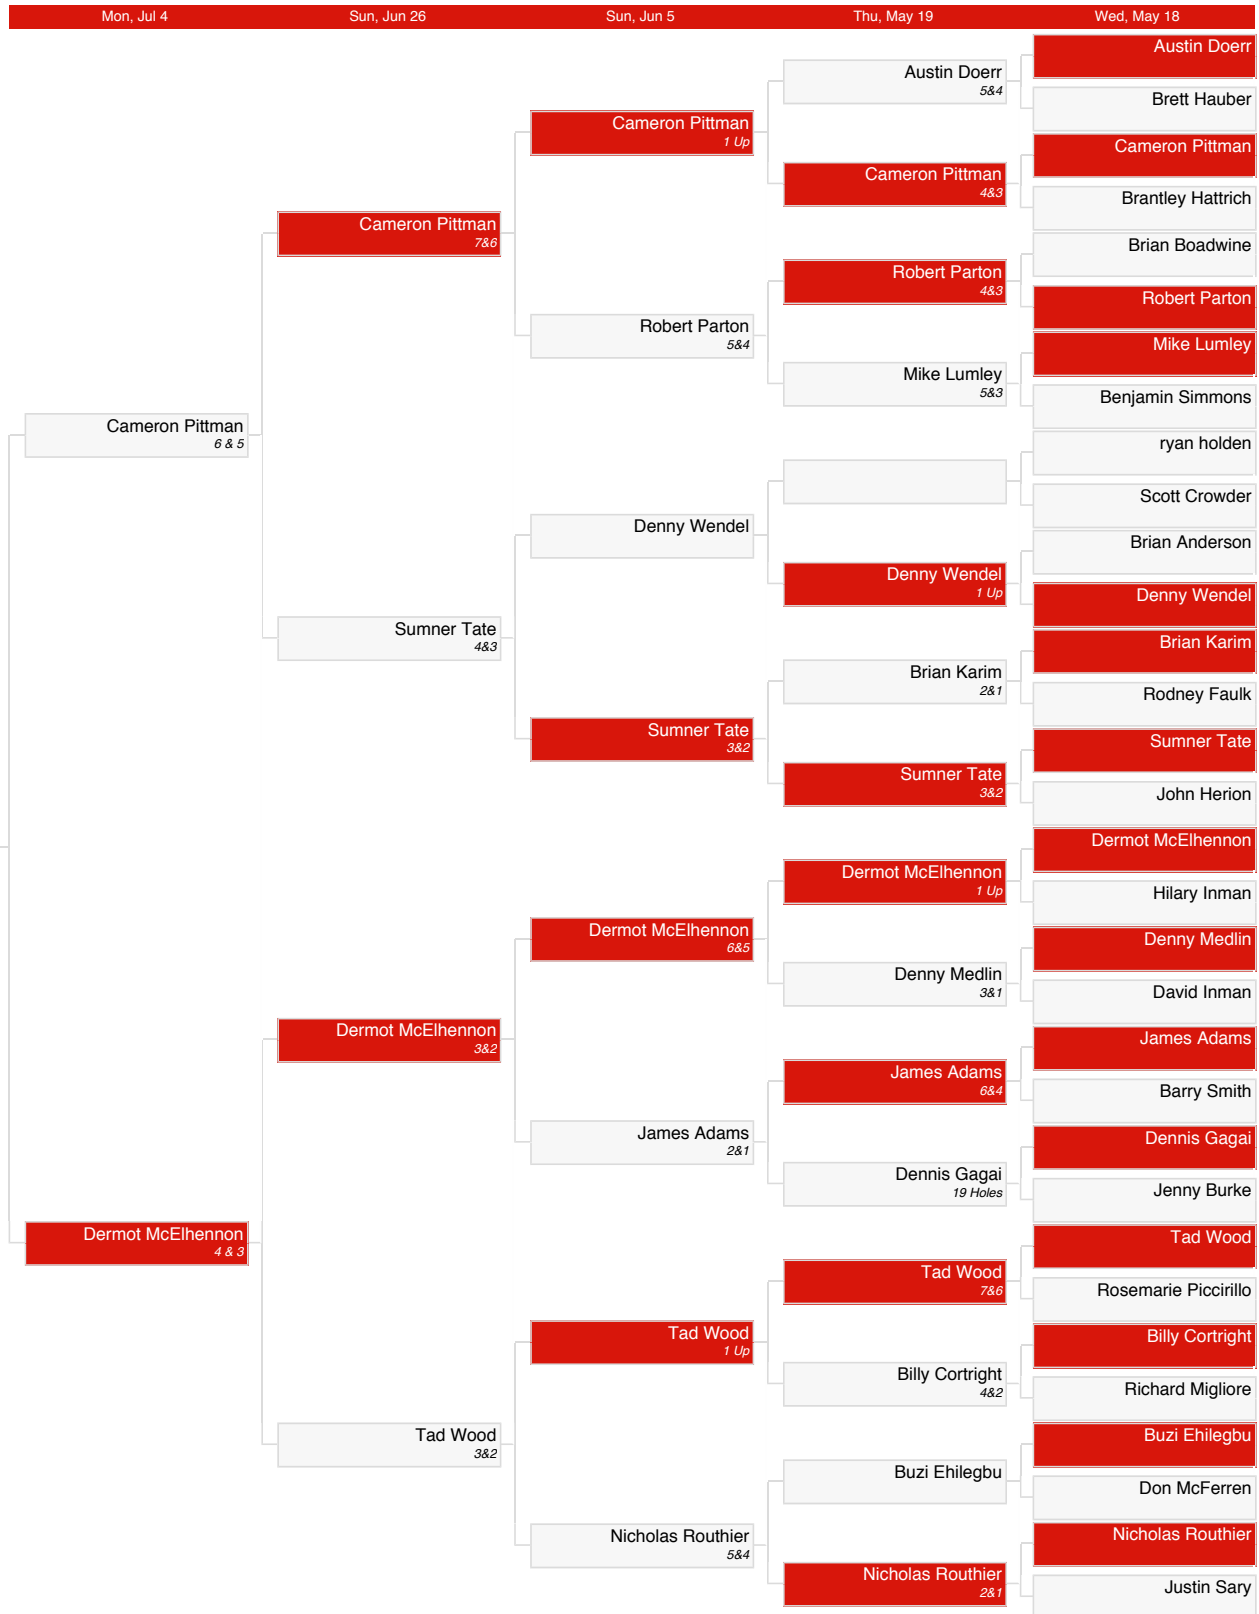 Mon, Jul 4
Sun, Jun 26
Sun, Jun 5
Thu, May 19
Wed, May 18
Cameron Pittman
6 & 5
Dermot McElhennon
4 & 3
Cameron Pittman
7&6
Sumner Tate
4&3
Dermot McElhennon
3&2
Tad Wood
3&2
Cameron Pittman
1 Up
Robert Parton
5&4
Denny Wendel
Sumner Tate
3&2
Dermot McElhennon
6&5
James Adams
2&1
Tad Wood
1 Up
Nicholas Routhier
5&4
Austin Doerr
5&4
Cameron Pittman
4&3
Robert Parton
4&3
Mike Lumley
5&3
Denny Wendel
1 Up
Brian Karim
2&1
Sumner Tate
3&2
Dermot McElhennon
1 Up
Denny Medlin
3&1
James Adams
6&4
Dennis Gagai
19 Holes
Tad Wood
7&6
Billy Cortright
4&2
Buzi Ehilegbu
Nicholas Routhier
2&1
Austin Doerr
Brett Hauber
Cameron Pittman
Brantley Hattrich
Brian Boadwine
Robert Parton
Mike Lumley
Benjamin Simmons
ryan holden
Scott Crowder
Brian Anderson
Denny Wendel
Brian Karim
Rodney Faulk
Sumner Tate
John Herion
Dermot McElhennon
Hilary Inman
Denny Medlin
David Inman
James Adams
Barry Smith
Dennis Gagai
Jenny Burke
Tad Wood
Rosemarie Piccirillo
Billy Cortright
Richard Migliore
Buzi Ehilegbu
Don McFerren
Nicholas Routhier
Justin Sary